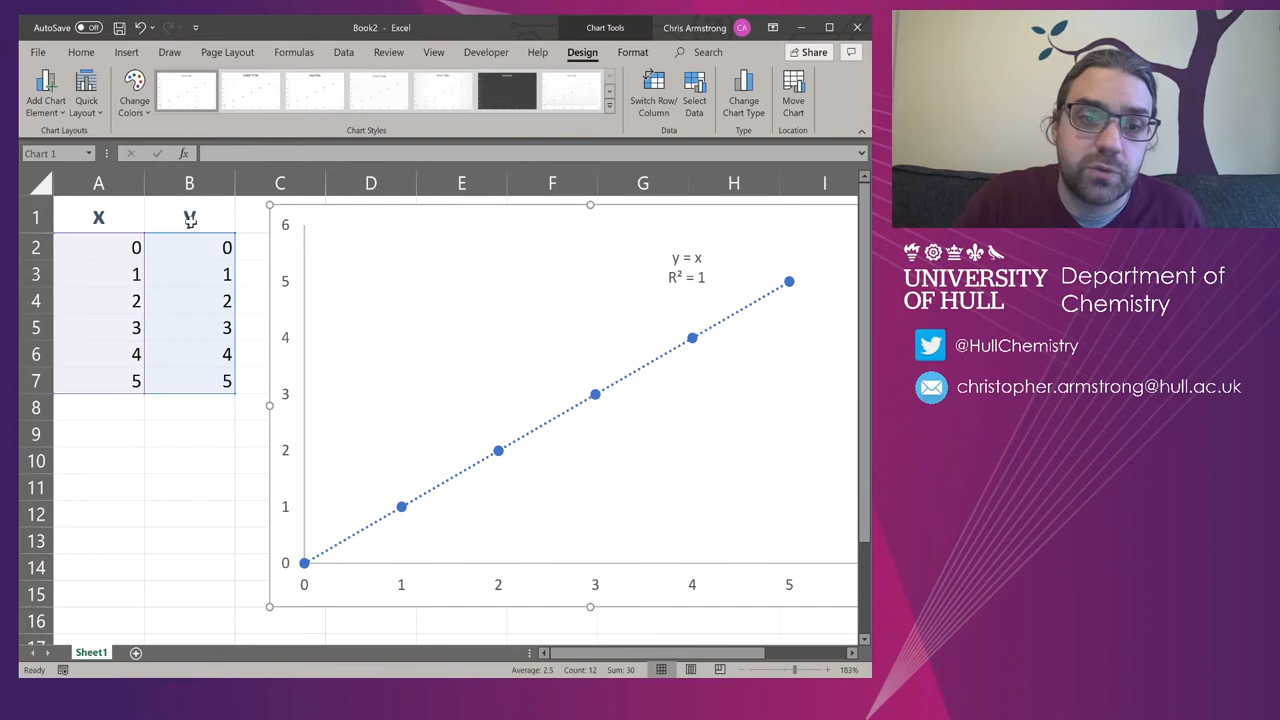 AutoSave Off
Book2 - Excel
Chart Tools
Chris Armstrong CA
File Home Insert Draw Page Layout Formulas Data Review View Developer Help Design Format Search Share
Add Chart Element
Quick Layout
Change Colors
Switch Row/ Column
Select Data
Change Chart Type
Move Chart
Chart Layouts Chart Styles Data Type Location
Chart 1 fx
A B C D E F G H I
1 X
2 0 0
3 1 1
4 2 2
5 3 3
6 4 4
7 5 5
8
9
10
11
12
13
14
15
16
17
6
5
4
3
2
1
0
y = x
R² = 1
0 1 2 3 4 5
Sheet1
Ready Average: 2.5 Count: 12 Sum: 30 183%
UNIVERSITY
OF HULL
Department of
Chemistry
@HullChemistry
christopher.armstrong@hull.ac.uk